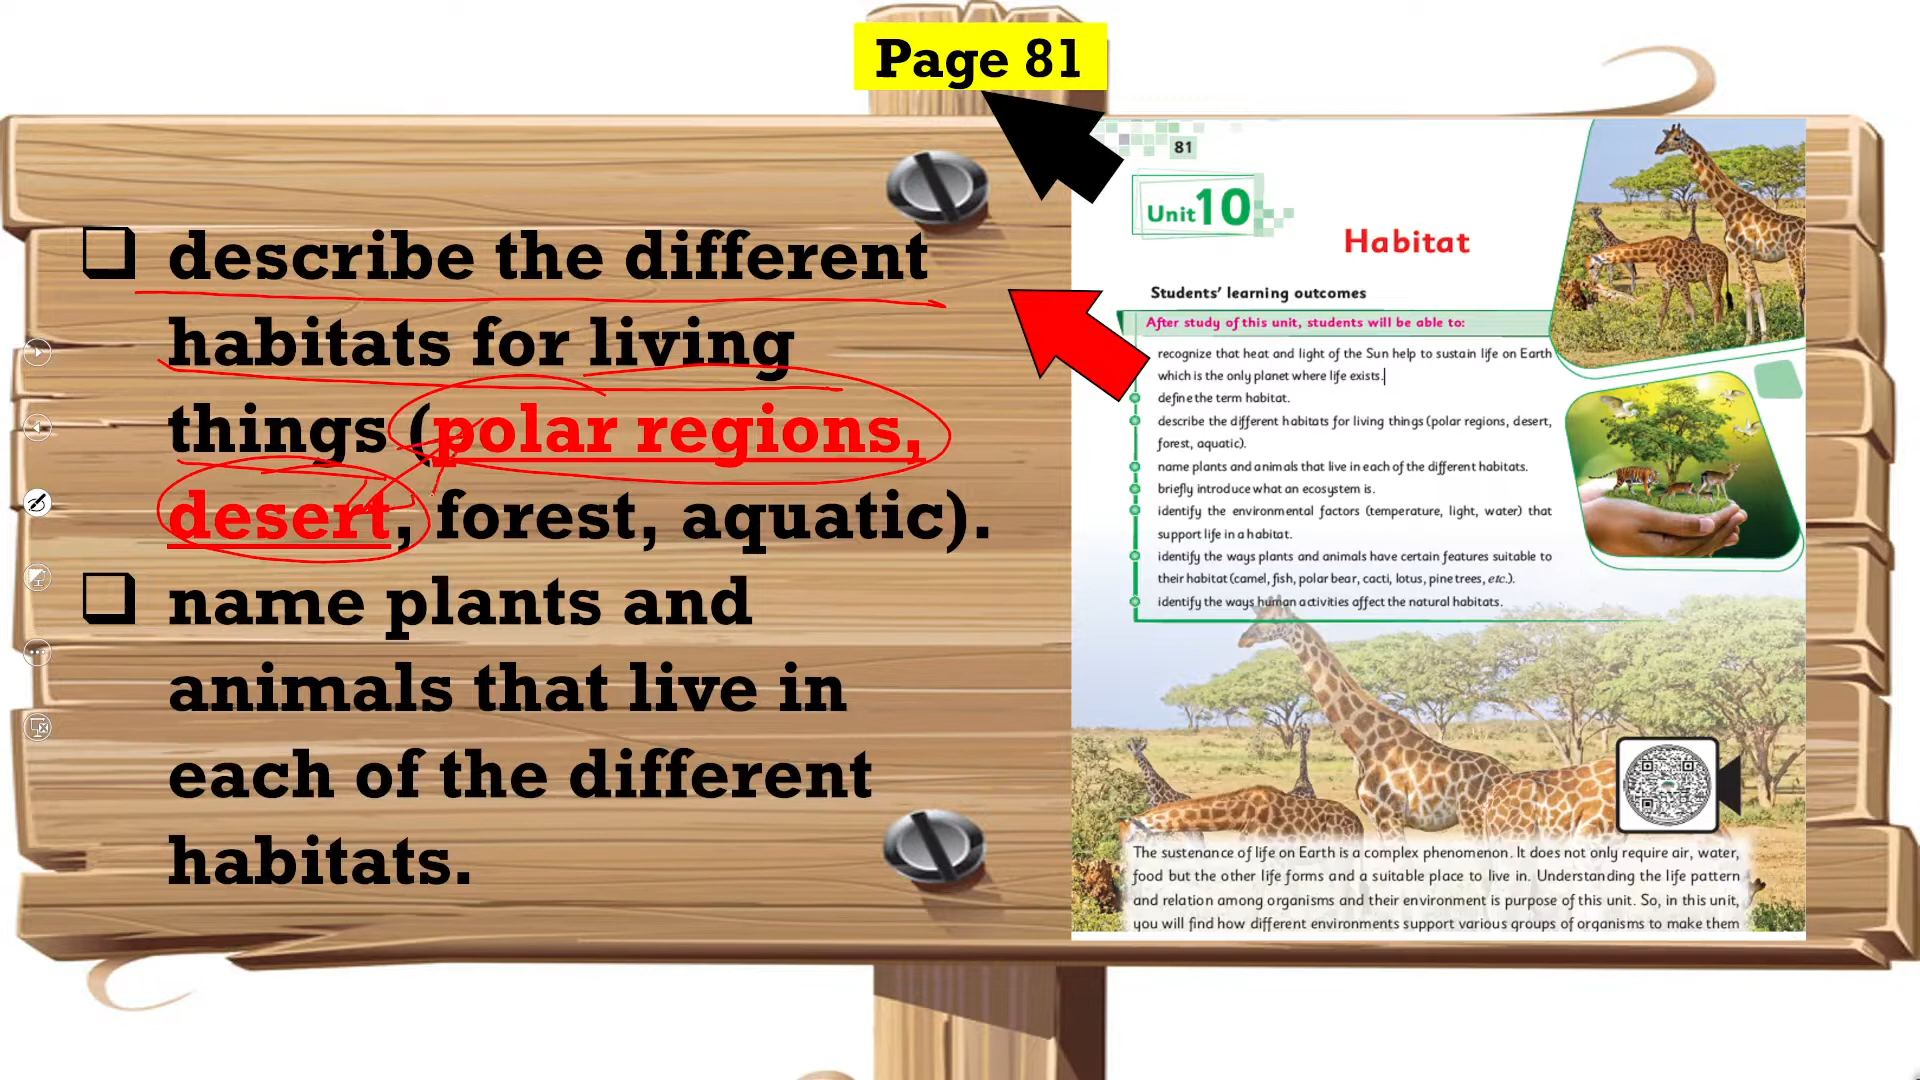 Page 81
describe the different
habitats for living
things (polar regions,
desert, forest, aquatic).
name plants and
animals that live in
each of the different
habitats.
81
Unit 10
Habitat
Students' learning outcomes
After study of this unit, students will be able to:
recognize that heat and light of the Sun help to sustain life on Earth
which is the only planet where life exists.
define the term habitat.
describe the different habitats for living things (polar regions, desert,
forest, aquatic).
name plants and animals that live in each of the different habitats.
briefly introduce what an ecosystem is.
identify the environmental factors (temperature, light, water) that
support life in a habitat.
identify the ways plants and animals have certain features suitable to
their habitat (camel, fish, polar bear, cacti, lotus, pine trees, etc.).
identify the ways human activities affect the natural habitats.
The sustenance of life on Earth is a complex phenomenon. It does not only require air, water,
food but the other life forms and a suitable place to live in. Understanding the life pattern
and relation among organisms and their environment is purpose of this unit. So, in this unit,
you will find how different environments support various groups of organisms to make them